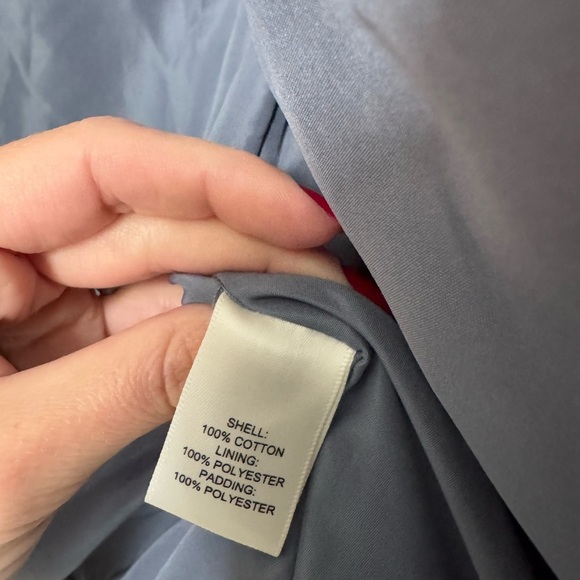 SHELL:
100% COTTON
LINING:
100% POLYESTER
PADDING:
100% POLYESTER